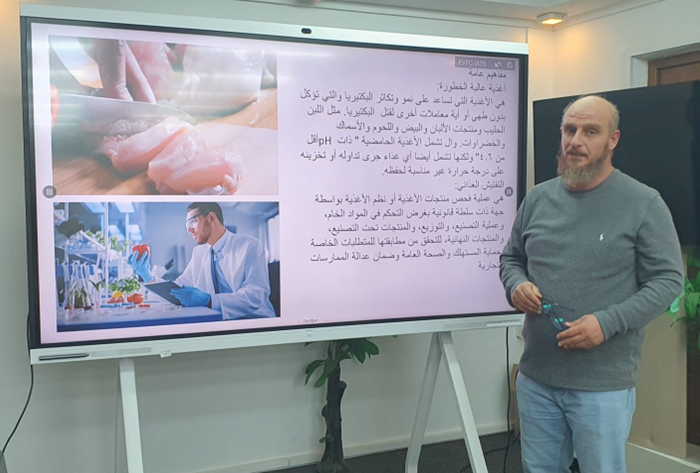 EVFOJATB
مفاهيم عامة
أغذية عالية الخطورة:
هي الأغذية التي تساعد على نمو وتكاثر البكتيريا والتي تؤكل
بدون طهي أو أية معاملات أخرى لقتل البكتيريا, مثل اللبن
الحليب ومنتجات الألبان والبيض واللحوم والأسماك
والخضراوات. وال تشمل الأغذية الحامضية " ذات pHأقل
من ٤.٦" ولكنها تشمل أيضا أي غذاء جرى تداوله أو تخزينه
على درجة حرارة غير مناسبة لحفظه.
التفتيش الغذائي:
هي عملية فحص منتجات الأغذية أو نظم الأغذية بواسطة
جهة ذات سلطة قانونية بغرض التحكم في المواد الخام،
وعملية التصنيع، والتوزيع، والمنتجات تحت التصنيع،
والمنتجات النهائية، للتحقق من مطابقتها للمتطلبات الخاصة
حماية المستهلك والصحة العامة وضمان عدالة الممارسات
تجارية